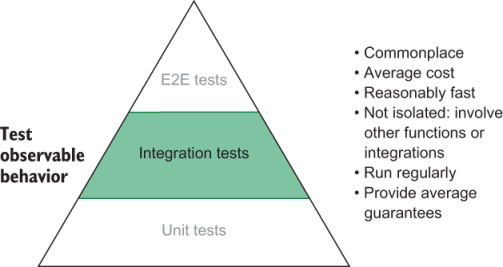 E2E tests
Test
observable
behavior
Integration tests
Unit tests
• Commonplace
• Average cost
• Reasonably fast
• Not isolated: involve
other functions or
integrations
• Run regularly
• Provide average
guarantees